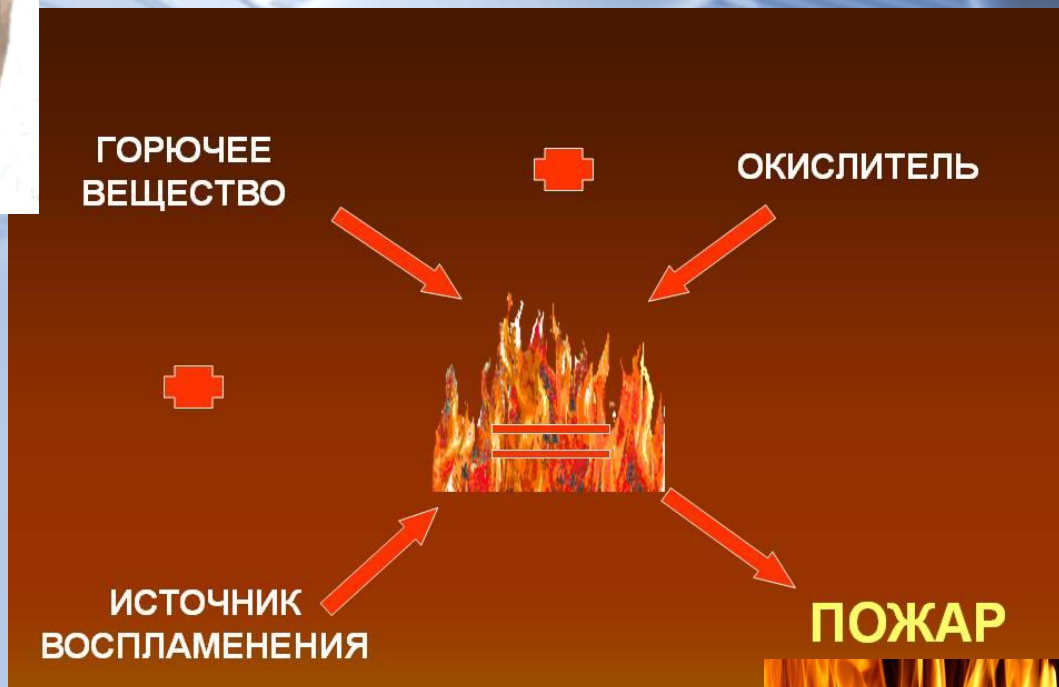 ГОРЮЧЕЕ
ВЕЩЕСТВО
ОКИСЛИТЕЛЬ
ИСТОЧНИК
ВОСПЛАМЕНЕНИЯ
ПОЖАР